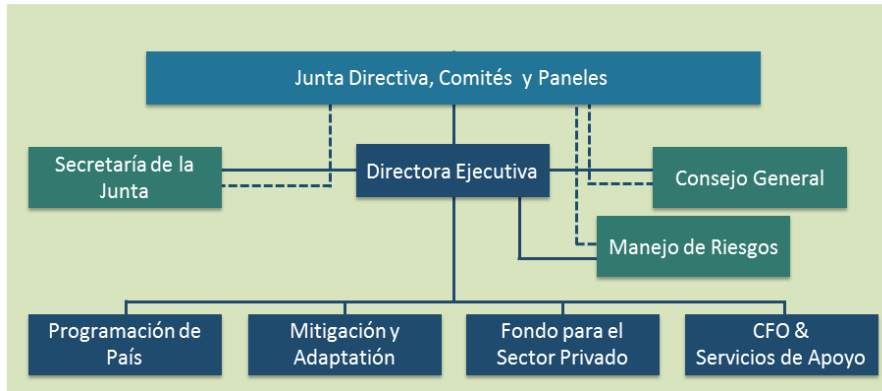 Junta Directiva, Comités y Paneles
Secretaría de la
Junta
Directora Ejecutiva
Consejo General
Manejo de Riesgos
Programación de
País
Mitigación y
Adaptatión
Fondo para el
Sector Privado
CFO &
Servicios de Apoyo